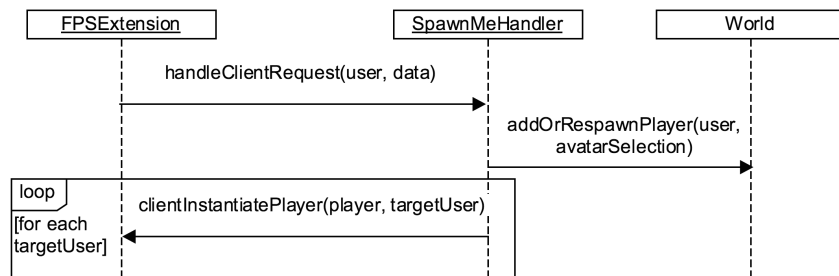 FPSExtension
SpawnMeHandler
World
handleClientRequest(user, data)
addOrRespawnPlayer(user,
avatarSelection)
loop
clientInstantiatePlayer(player, targetUser)
[for each
targetUser]